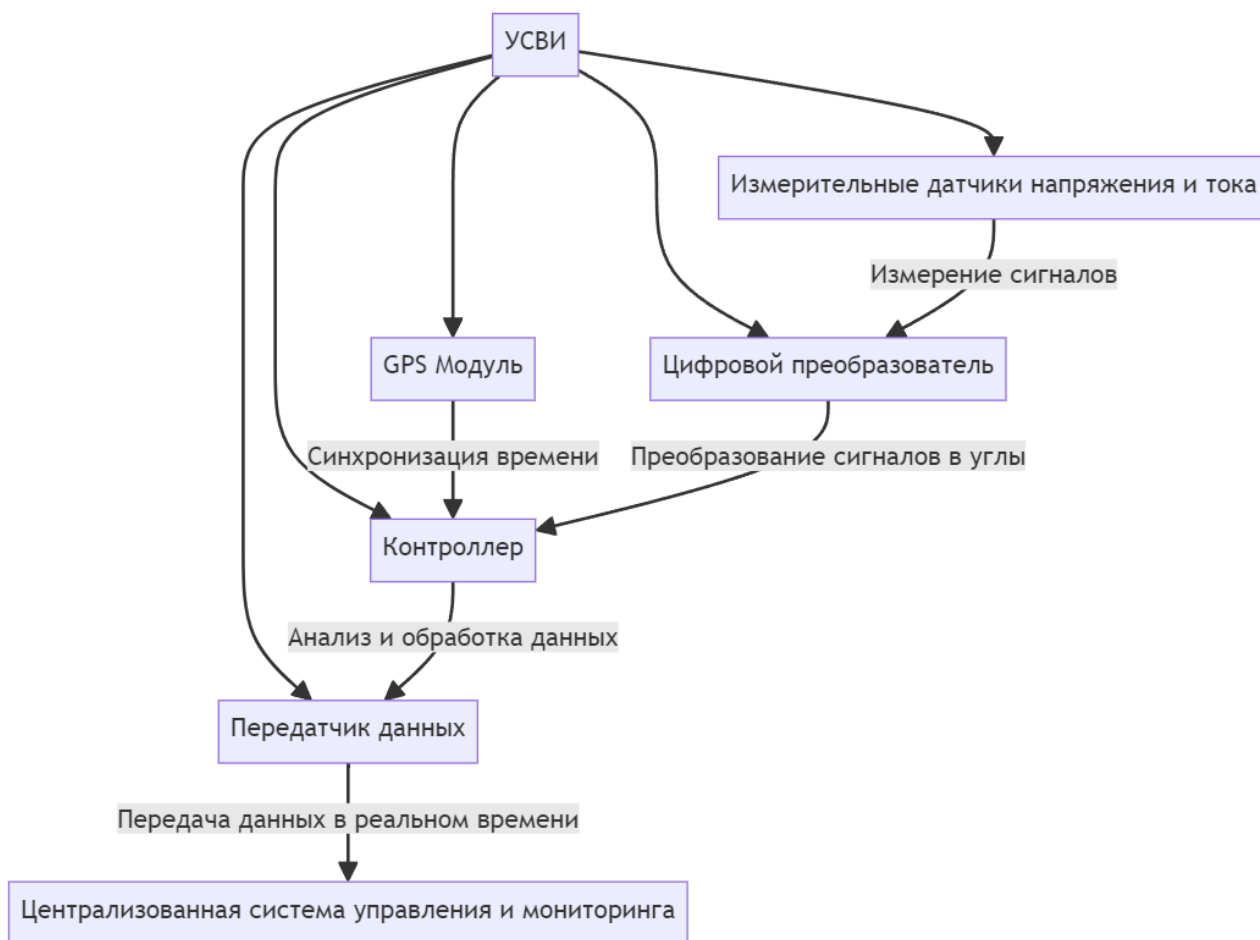 УСВИ
Измерительные датчики напряжения и тока
Измерение сигналов
GPS Модуль
Цифровой преобразователь
Синхронизация времени
Преобразование сигналов в углы
Контроллер
Анализ и обработка данных
Передатчик данных
Передача данных в реальном времени
Централизованная система управления и мониторинга